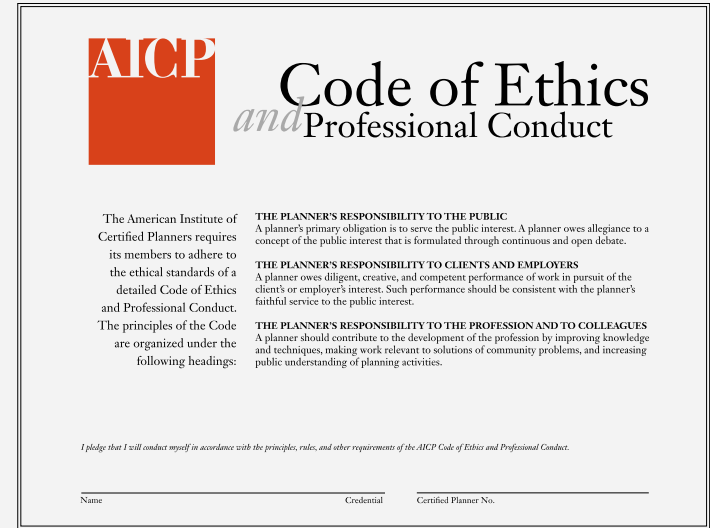 AICP
Code of Ethics
and Professional Conduct
The American Institute of
Certified Planners requires
its members to adhere to
the ethical standards of a
detailed Code of Ethics
and Professional Conduct.
The principles of the Code
are organized under the
following headings:
THE PLANNER'S RESPONSIBILITY TO THE PUBLIC
A planner's primary obligation is to serve the public interest. A planner owes allegiance to a
concept of the public interest that is formulated through continuous and open debate.
THE PLANNER'S RESPONSIBILITY TO CLIENTS AND EMPLOYERS
A planner owes diligent, creative, and competent performance of work in pursuit of the
client's or employer's interest. Such performance should be consistent with the planner's
faithful service to the public interest.
THE PLANNER'S RESPONSIBILITY TO THE PROFESSION AND TO COLLEAGUES
A planner should contribute to the development of the profession by improving knowledge
and techniques, making work relevant to solutions of community problems, and increasing
public understanding of planning activities.
I pledge that I will conduct myself in accordance with the principles, rules, and other requirements of the AICP Code of Ethics and Professional Conduct.
Name Credential Certified Planner No.